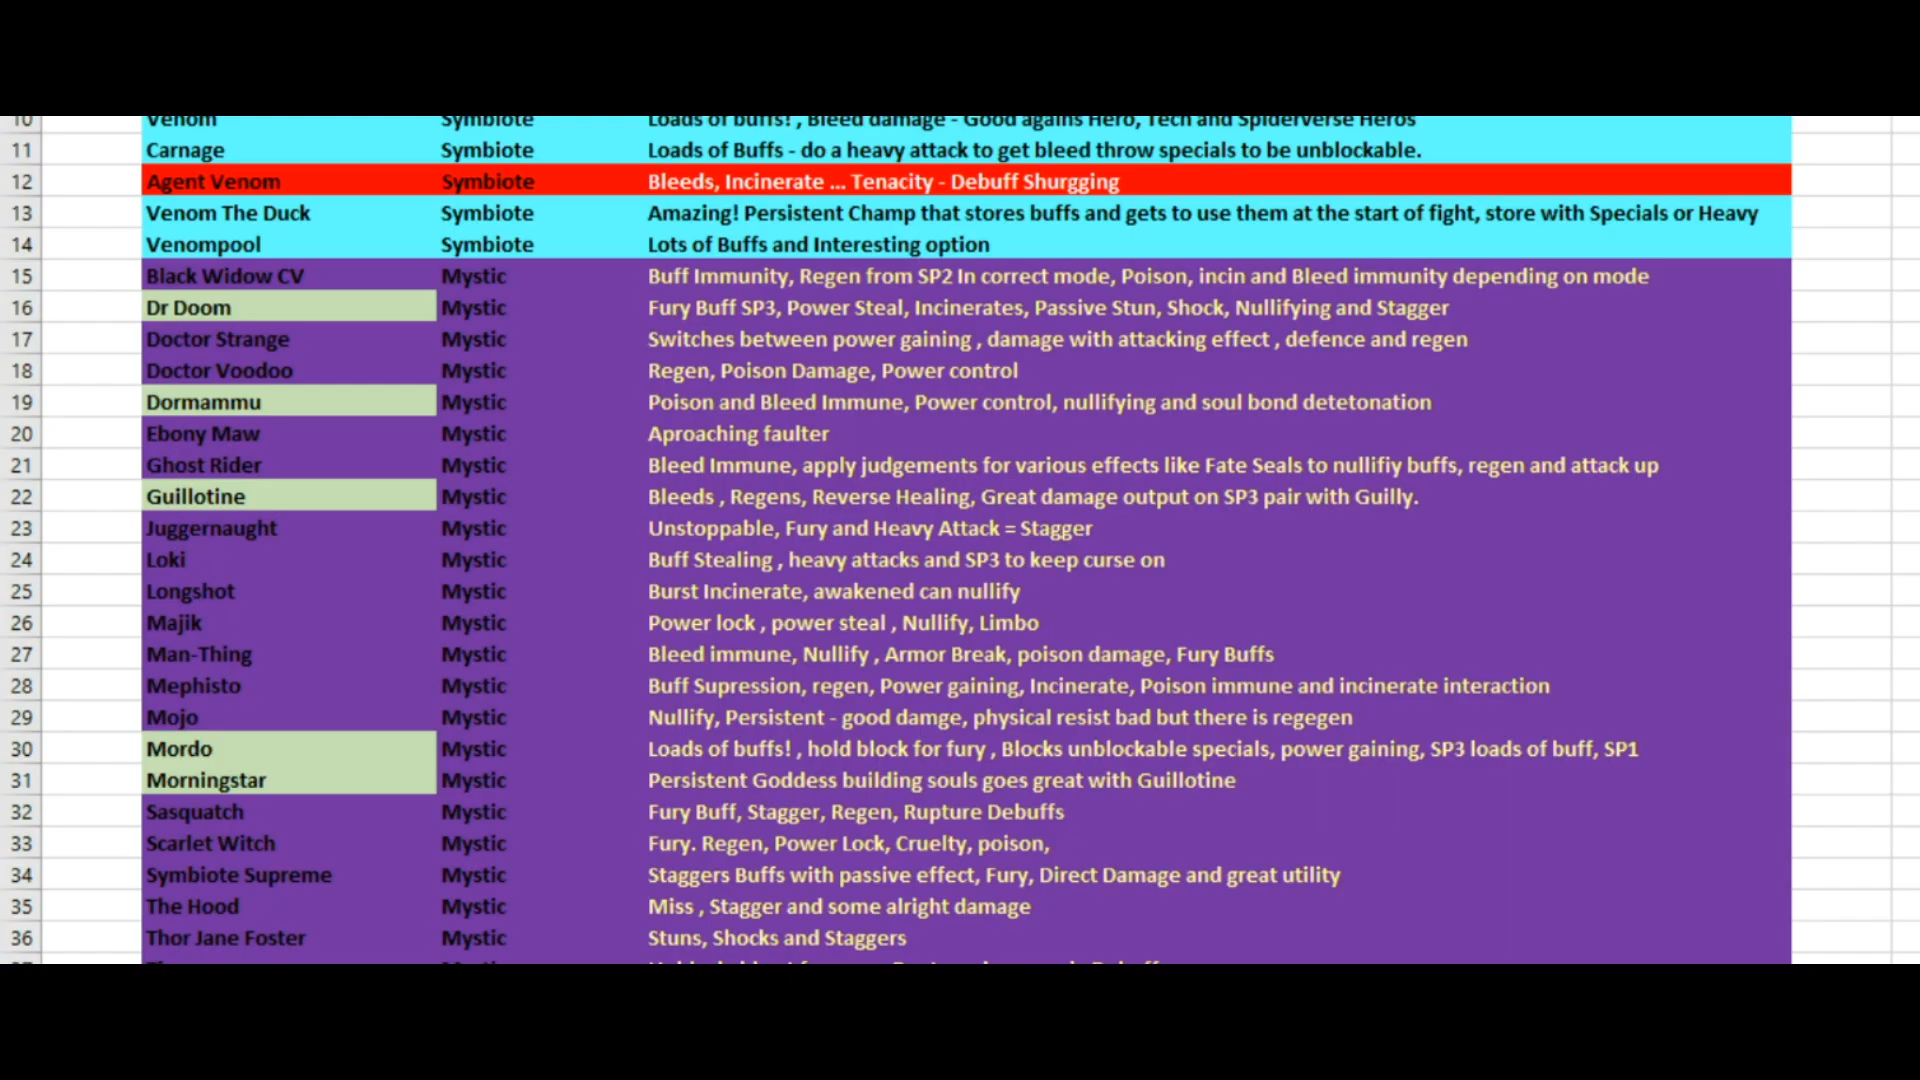 10 Venom Symbiote Loads of buffs! , Bleed damage - Good agains Hero, Tech and Spiderverse Heros
11 Carnage Symbiote Loads of Buffs - do a heavy attack to get bleed throw specials to be unblockable.
12 Agent Venom Symbiote Bleeds, Incinerate ... Tenacity - Debuff Shurgging
13 Venom The Duck Symbiote Amazing! Persistent Champ that stores buffs and gets to use them at the start of fight, store with Specials or Heavy
14 Venompool Symbiote Lots of Buffs and Interesting option
15 Black Widow CV Mystic Buff Immunity, Regen from SP2 In correct mode, Poison, incin and Bleed immunity depending on mode
16 Dr Doom Mystic Fury Buff SP3, Power Steal, Incinerates, Passive Stun, Shock, Nullifying and Stagger
17 Doctor Strange Mystic Switches between power gaining , damage with attacking effect , defence and regen
18 Doctor Voodoo Mystic Regen, Poison Damage, Power control
19 Dormammu Mystic Poison and Bleed Immune, Power control, nullifying and soul bond detetonation
20 Ebony Maw Mystic Aproaching faulter
21 Ghost Rider Mystic Bleed Immune, apply judgements for various effects like Fate Seals to nullifiy buffs, regen and attack up
22 Guillotine Mystic Bleeds , Regens, Reverse Healing, Great damage output on SP3 pair with Guilly.
23 Juggernaught Mystic Unstoppable, Fury and Heavy Attack = Stagger
24 Loki Mystic Buff Stealing , heavy attacks and SP3 to keep curse on
25 Longshot Mystic Burst Incinerate, awakened can nullify
26 Majik Mystic Power lock , power steal , Nullify, Limbo
27 Man-Thing Mystic Bleed immune, Nullify , Armor Break, poison damage, Fury Buffs
28 Mephisto Mystic Buff Supression, regen, Power gaining, Incinerate, Poison immune and incinerate interaction
29 Mojo Mystic Nullify, Persistent - good damge, physical resist bad but there is regegen
30 Mordo Mystic Loads of buffs! , hold block for fury , Blocks unblockable specials, power gaining, SP3 loads of buff, SP1
31 Morningstar Mystic Persistent Goddess building souls goes great with Guillotine
32 Sasquatch Mystic Fury Buff, Stagger, Regen, Rupture Debuffs
33 Scarlet Witch Mystic Fury. Regen, Power Lock, Cruelty, poison,
34 Symbiote Supreme Mystic Staggers Buffs with passive effect, Fury, Direct Damage and great utility
35 The Hood Mystic Miss , Stagger and some alright damage
36 Thor Jane Foster Mystic Stuns, Shocks and Staggers